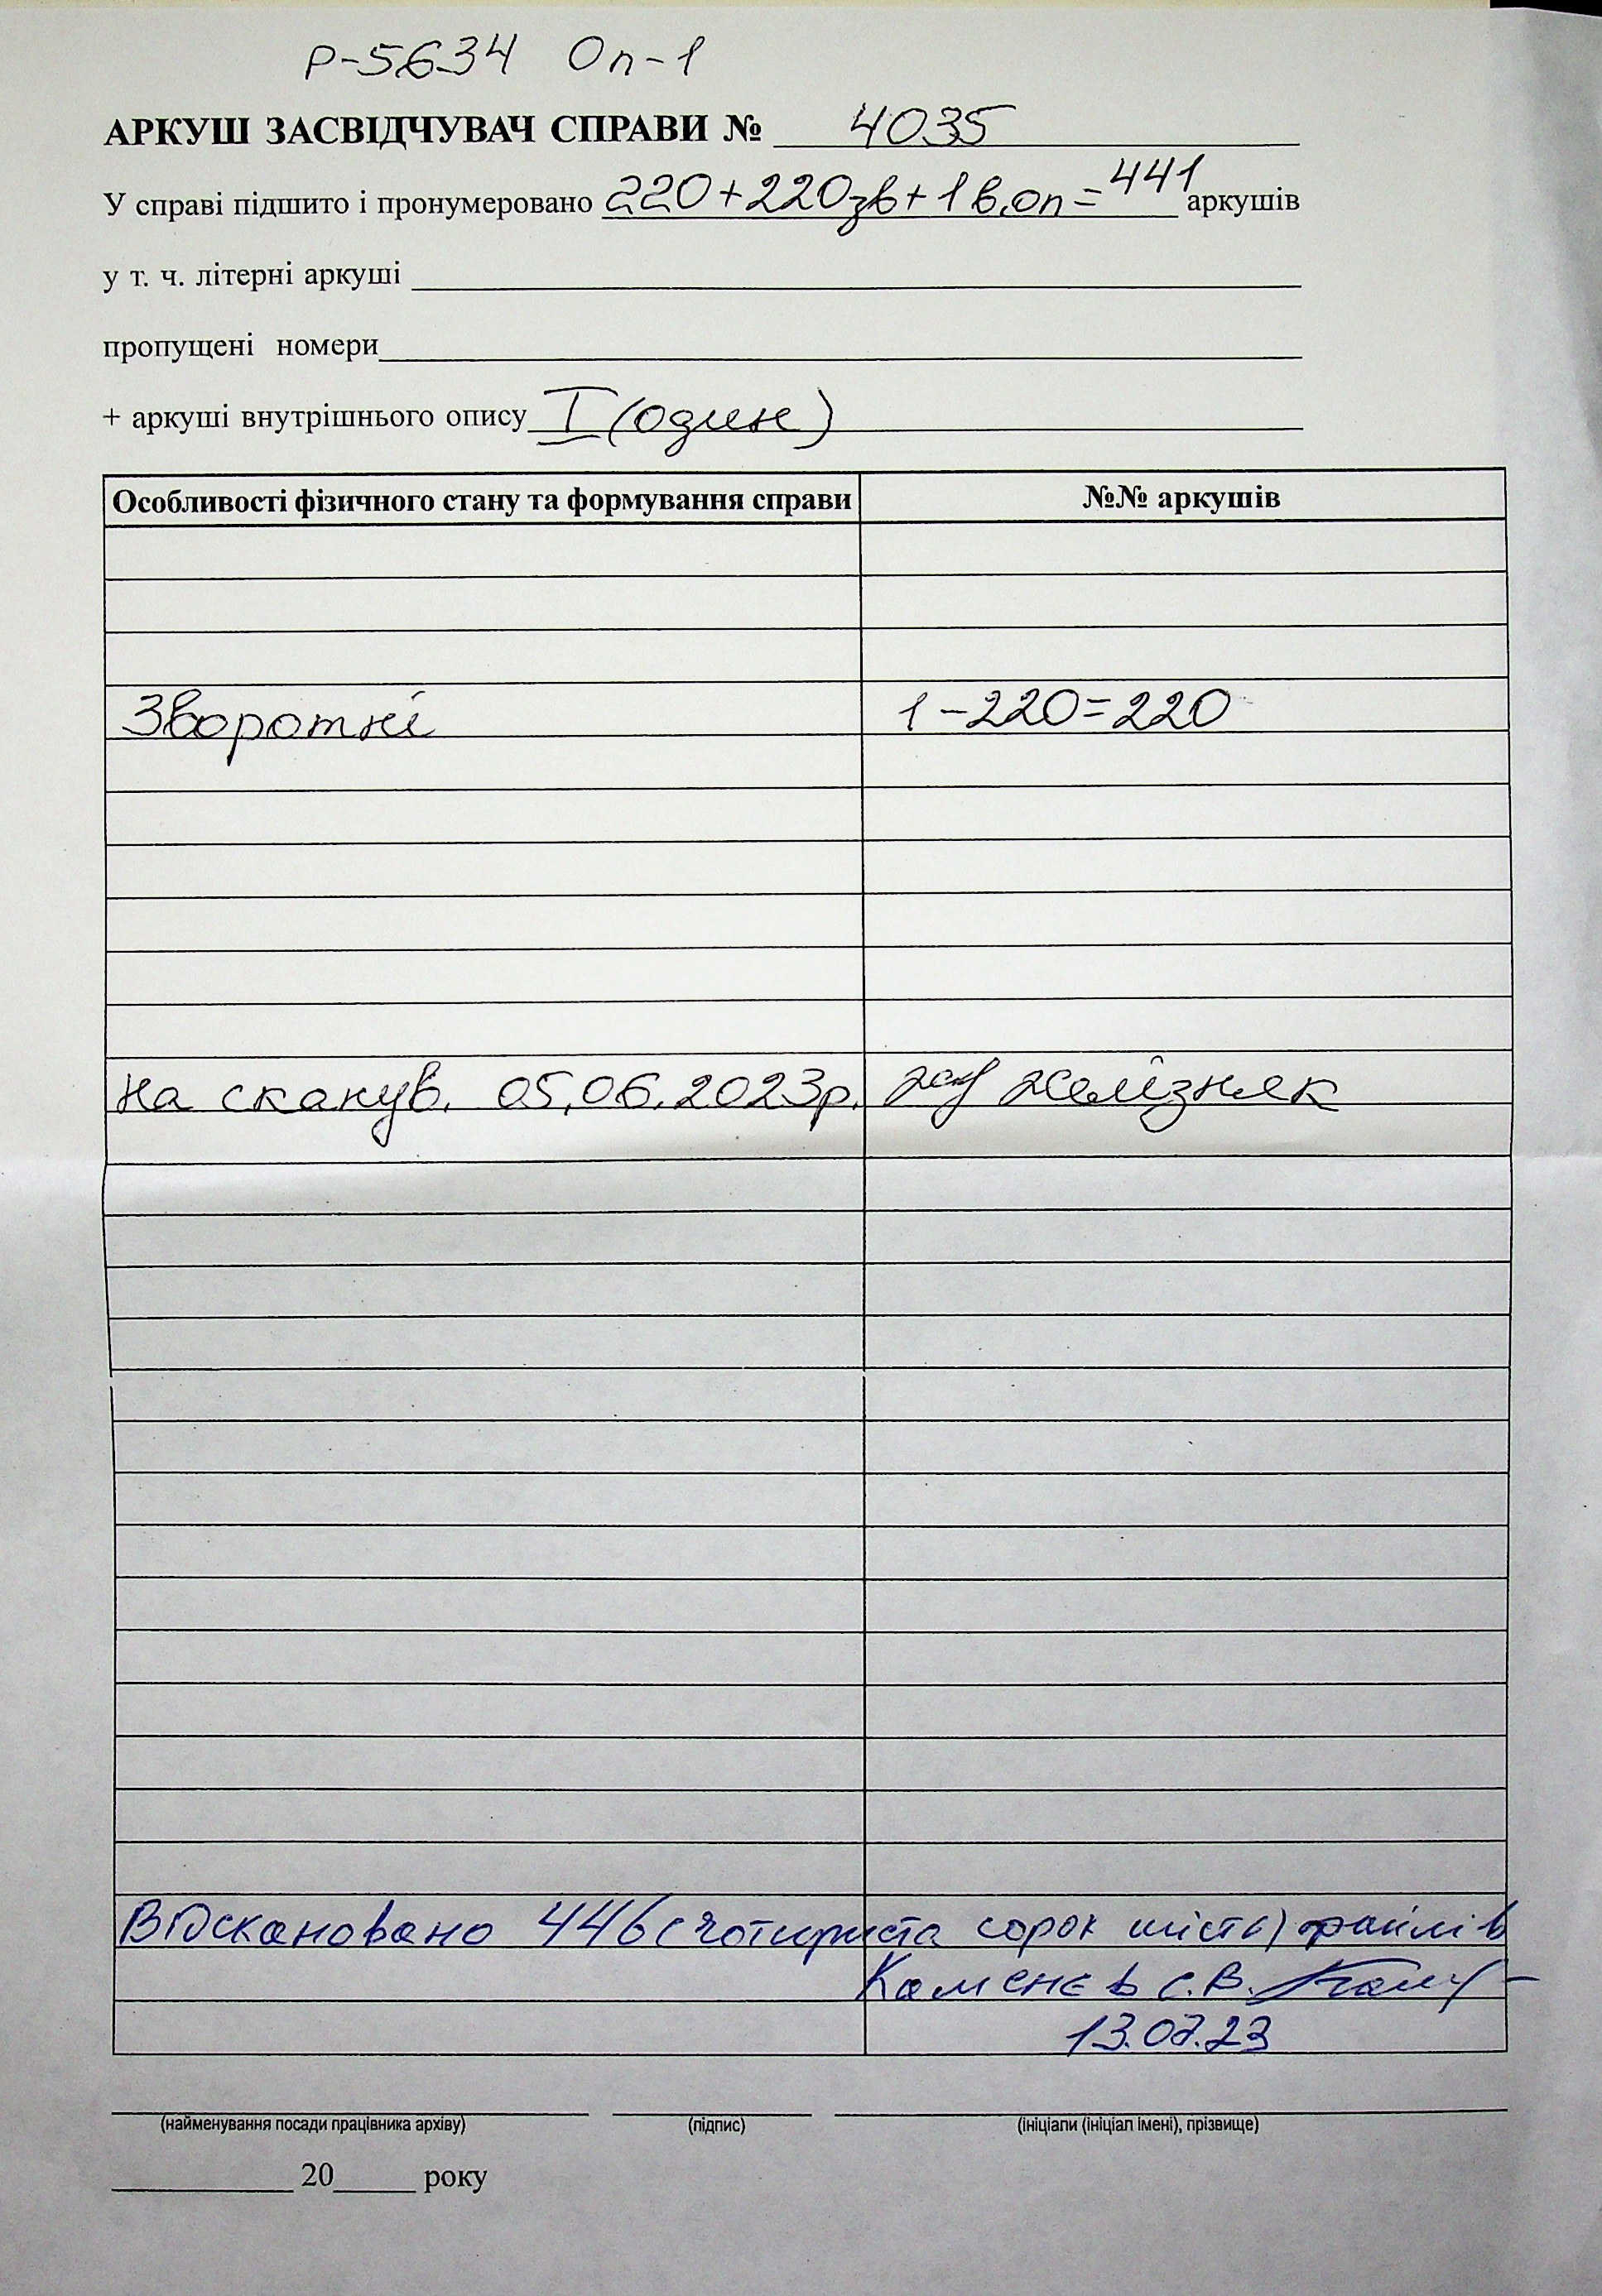 Р-5634 Оп-1
АРКУШ ЗАСВІДЧУВАЧ СПРАВИ № 4035
У справі підшито і пронумеровано 220+220зв+1в.оп=441 аркушів
у т. ч. літерні аркуші
пропущені номери
+ аркуші внутрішнього опису I (один)
Особливості фізичного стану та формування справи №№ аркушів
Зворотні 1-220=220
на сканув. 05.06.2023р. Желізняк
Відскановано 446 (чотириста сорок шість) файлів
Каменєв С.В.
13.07.23
(найменування посади працівника архіву) (підпис) (ініціали (ініціал імені), прізвище)
20 року